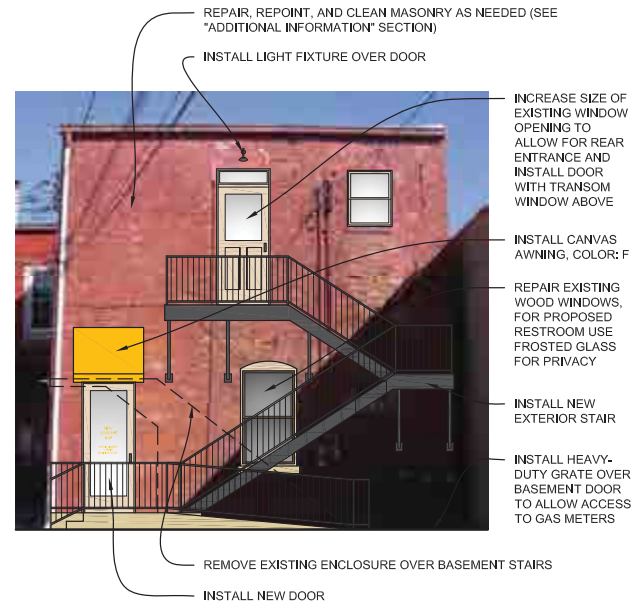 REPAIR, REPOINT, AND CLEAN MASONRY AS NEEDED (SEE
"ADDITIONAL INFORMATION" SECTION)
INSTALL LIGHT FIXTURE OVER DOOR
INCREASE SIZE OF
EXISTING WINDOW
OPENING TO
ALLOW FOR REAR
ENTRANCE AND
INSTALL DOOR
WITH TRANSOM
WINDOW ABOVE
INSTALL CANVAS
AWNING, COLOR: F
REPAIR EXISTING
WOOD WINDOWS,
FOR PROPOSED
RESTROOM USE
FROSTED GLASS
FOR PRIVACY
INSTALL NEW
EXTERIOR STAIR
INSTALL HEAVY-
DUTY GRATE OVER
BASEMENT DOOR
TO ALLOW ACCESS
TO GAS METERS
REMOVE EXISTING ENCLOSURE OVER BASEMENT STAIRS
INSTALL NEW DOOR